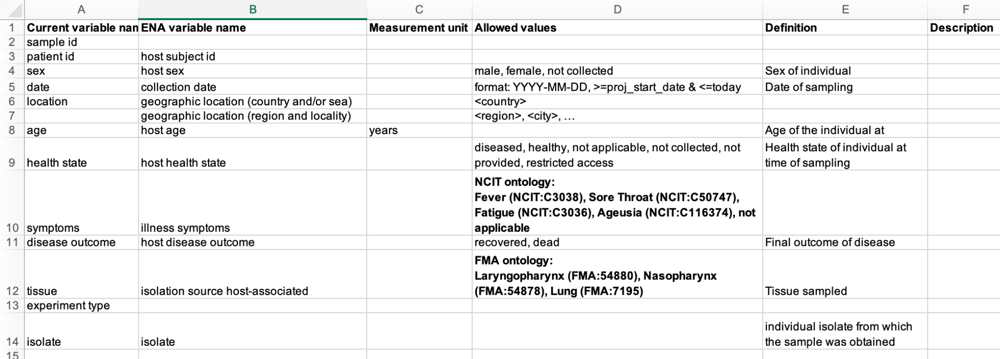 A B C D E F
1 Current variable nan ENA variable name Measurement unit Allowed values Definition Description
2 sample id
3 patient id host subject id
4 sex host sex male, female, not collected Sex of individual
5 date collection date format: YYYY-MM-DD, >=proj_start_date & <=today Date of sampling
6 location geographic location (country and/or sea) <country>
7 geographic location (region and locality) <region>, <city>, ...
8 age host age years Age of the individual at
diseased, healthy, not applicable, not collected, not Health state of individual at
9 health state host health state provided, restricted access time of sampling
NCIT ontology:
Fever (NCIT:C3038), Sore Throat (NCIT:C50747),
Fatigue (NCIT:C3036), Ageusia (NCIT:C116374), not
10 symptoms illness symptoms applicable
11 disease outcome host disease outcome recovered, dead Final outcome of disease
FMA ontology:
Laryngopharynx (FMA:54880), Nasopharynx
12 tissue isolation source host-associated (FMA:54878), Lung (FMA:7195) Tissue sampled
13 experiment type
individual isolate from which
14 isolate isolate the sample was obtained
15